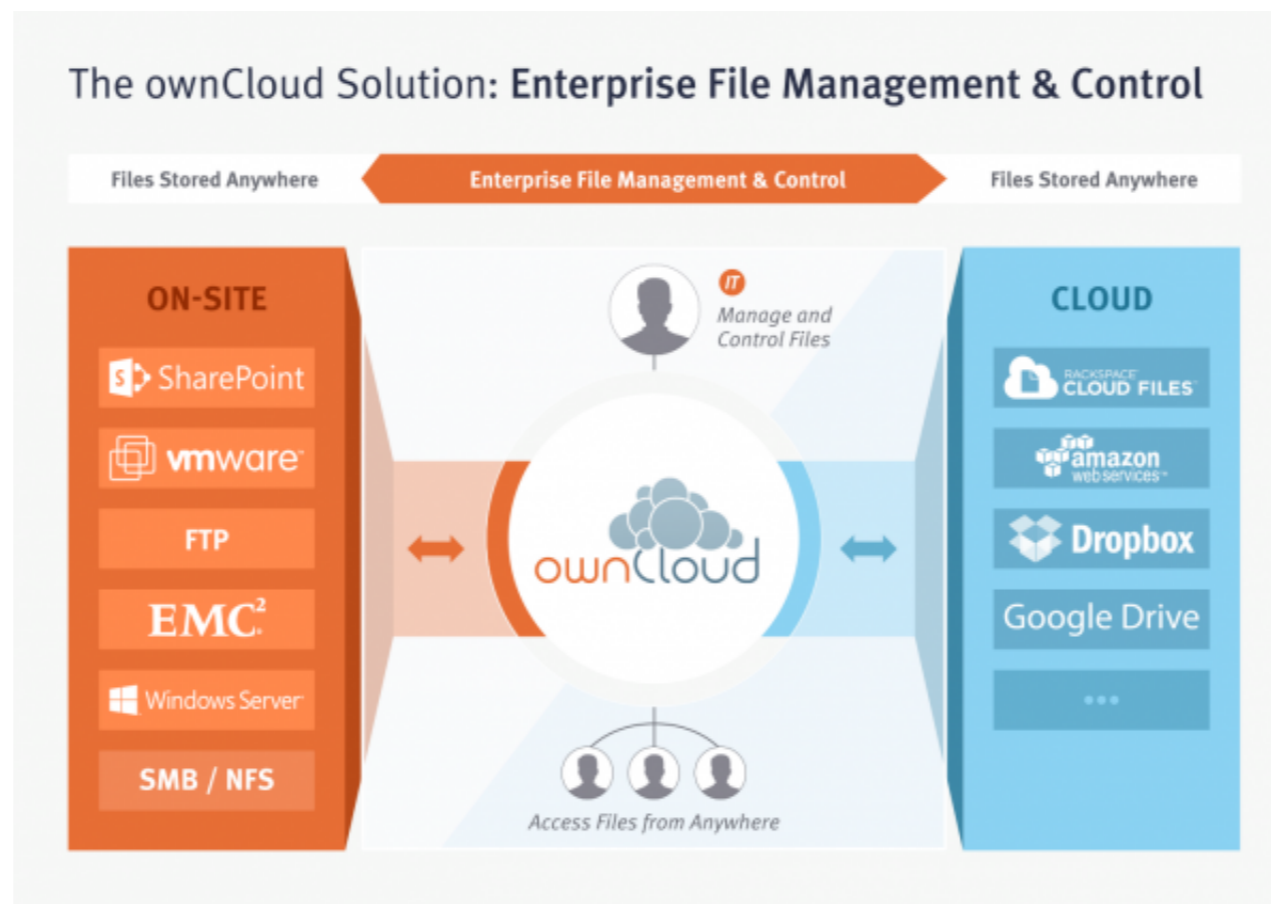 The ownCloud Solution: Enterprise File Management & Control
Files Stored Anywhere
Enterprise File Management & Control
Files Stored Anywhere
ON-SITE
SharePoint
vmware
FTP
EMC²
Windows Server
SMB / NFS
IT
Manage and
Control Files
ownCloud
Access Files from Anywhere
CLOUD
RACKSPACE
CLOUD FILES
amazon
webservices™
Dropbox
Google Drive
...